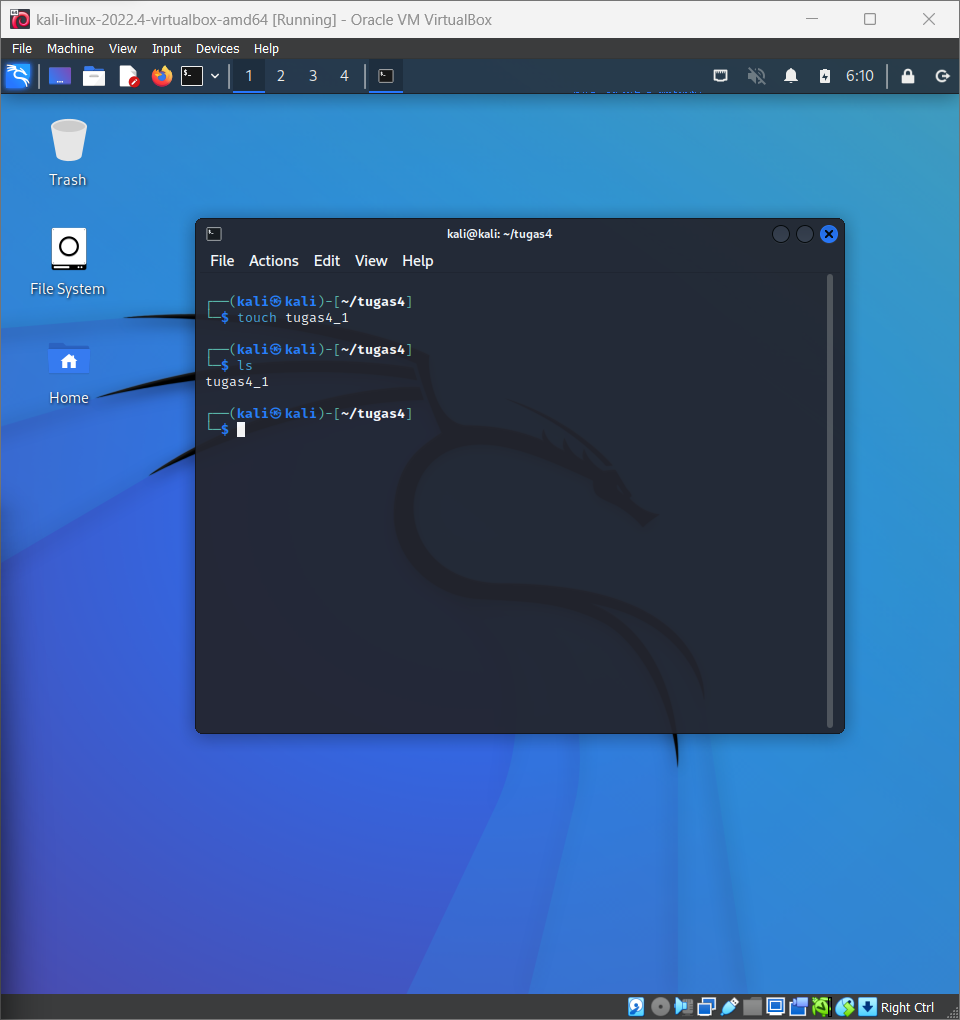 kali-linux-2022.4-virtualbox-amd64 [Running] - Oracle VM VirtualBox
File Machine View Input Devices Help
1 2 3 4 6:10
Trash
File System
Home
kali@kali: ~/tugas4
File Actions Edit View Help
┌──(kali㉿kali)-[~/tugas4]
└─$ touch tugas4_1
┌──(kali㉿kali)-[~/tugas4]
└─$ ls
tugas4_1
┌──(kali㉿kali)-[~/tugas4]
└─$
Right Ctrl